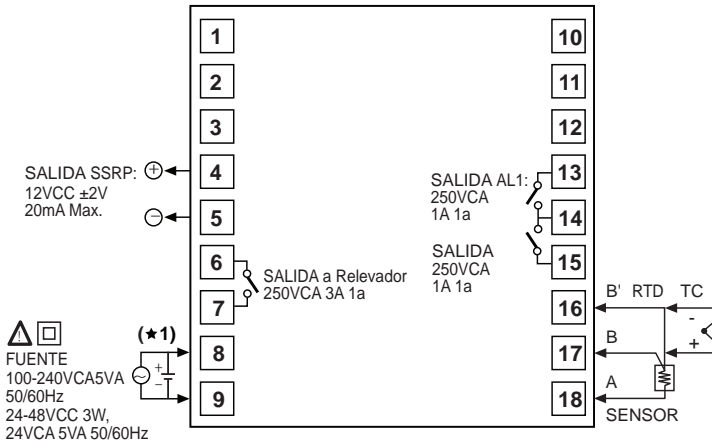 1
2
3
4
5
6
7
8
9
10
11
12
13
14
15
16
17
18
SALIDA SSRP:
12VCC ±2V
20mA Max.
+
−
SALIDA a Relevador
250VCA 3A 1a
(★1)
+
−
FUENTE
100-240VCA5VA
50/60Hz
24-48VCC 3W,
24VCA 5VA 50/60Hz
SALIDA AL1:
250VCA
1A 1a
SALIDA
250VCA
1A 1a
B' RTD TC
-
+
B
A
SENSOR